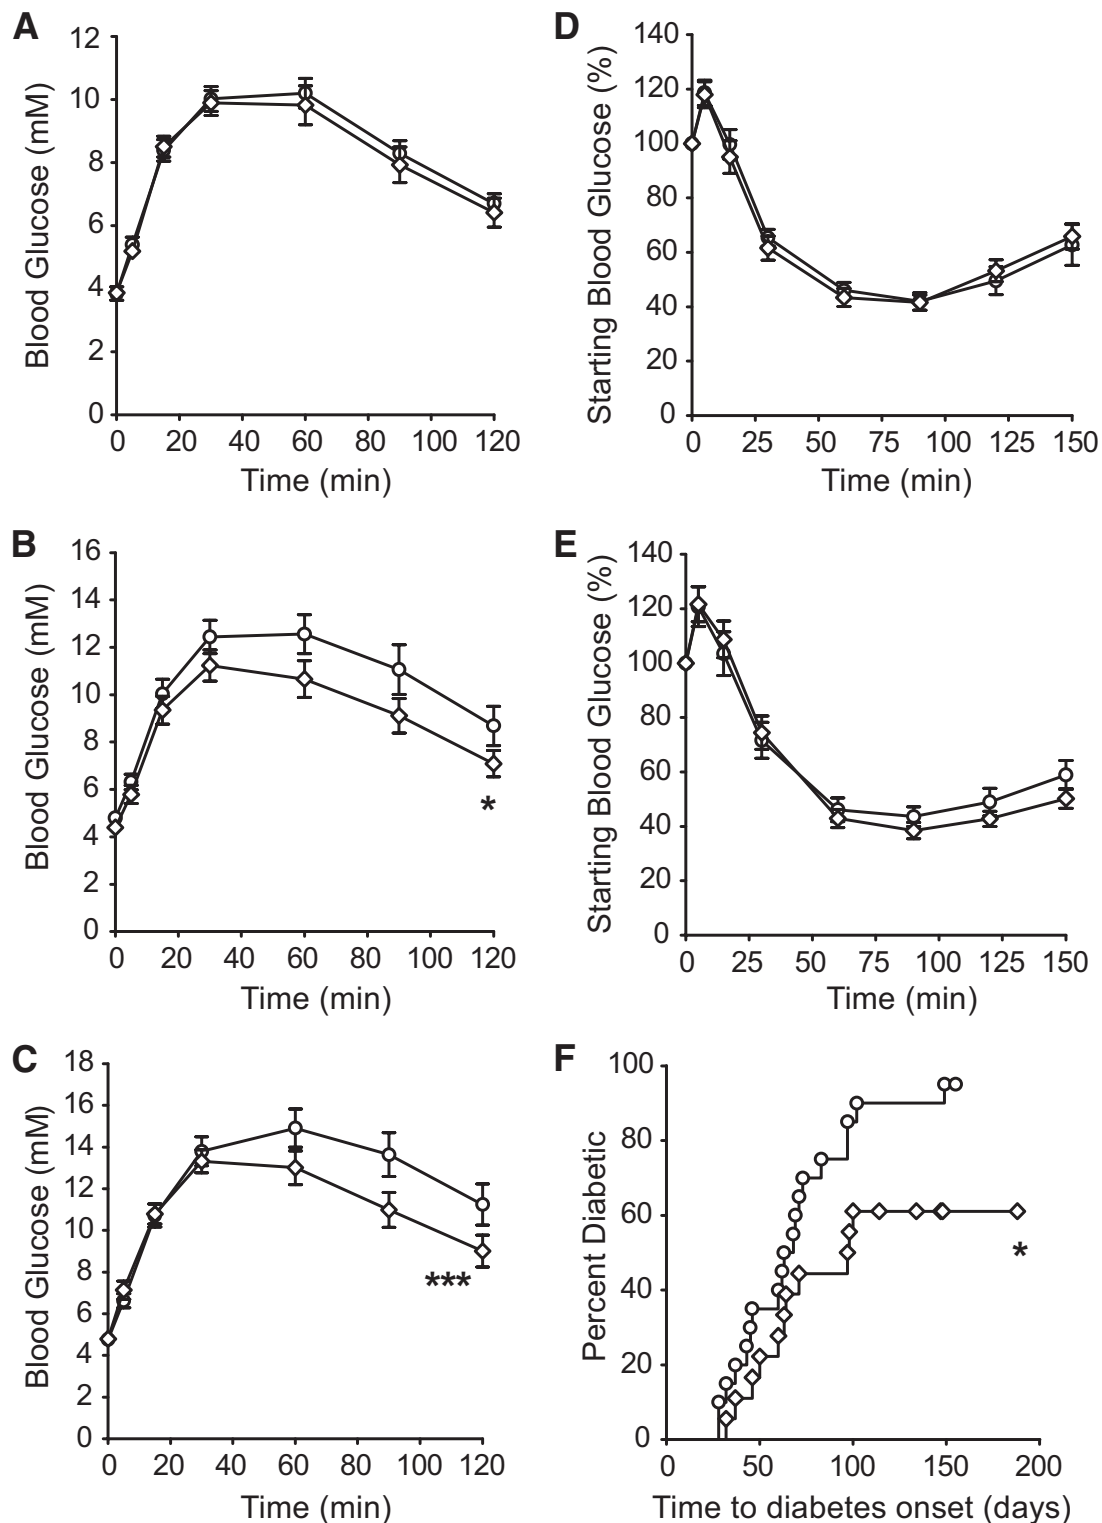 A
Blood Glucose (mM)
12
10
8
6
4
2
0
0 20 40 60 80 100 120
Time (min)
D
Starting Blood Glucose (%)
140
120
100
80
60
40
20
0
0 25 50 75 100 125 150
Time (min)
B
Blood Glucose (mM)
16
14
12
10
8
6
4
2
0
*
0 20 40 60 80 100 120
Time (min)
E
Starting Blood Glucose (%)
140
120
100
80
60
40
20
0
0 25 50 75 100 125 150
Time (min)
C
Blood Glucose (mM)
18
16
14
12
10
8
6
4
2
0
***
0 20 40 60 80 100 120
Time (min)
F
Percent Diabetic
100
80
60
40
20
0
*
0 50 100 150 200
Time to diabetes onset (days)